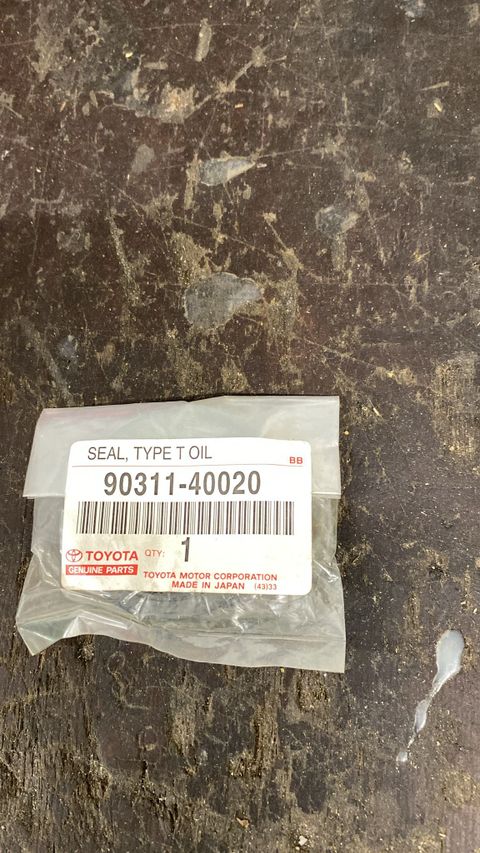 SEAL, TYPE T OIL
BB
90311-40020
TOYOTA QTY: 1
GENUINE PARTS
TOYOTA MOTOR CORPORATION
MADE IN JAPAN (43)33